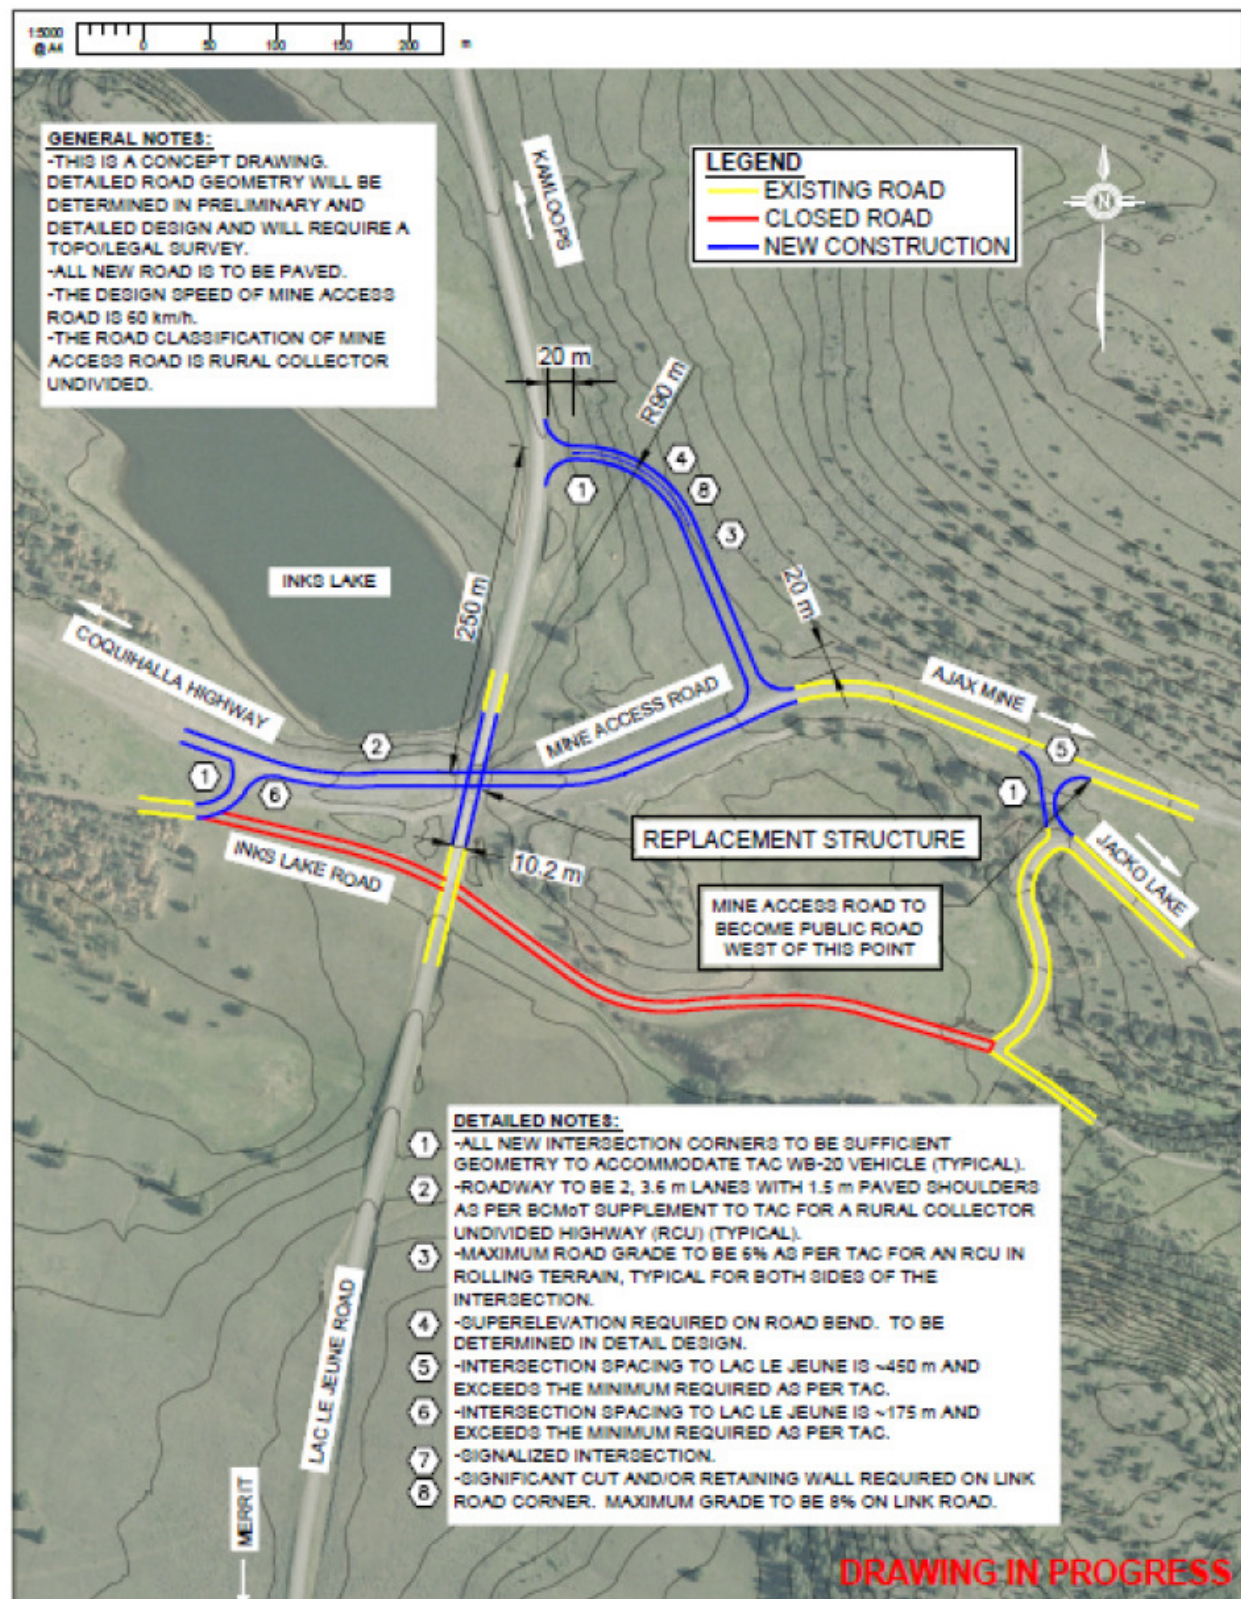 1:5000
@ A4
0 50 100 150 200 m
GENERAL NOTES:
-THIS IS A CONCEPT DRAWING.
DETAILED ROAD GEOMETRY WILL BE
DETERMINED IN PRELIMINARY AND
DETAILED DESIGN AND WILL REQUIRE A
TOPO/LEGAL SURVEY.
-ALL NEW ROAD IS TO BE PAVED.
-THE DESIGN SPEED OF MINE ACCESS
ROAD IS 60 km/h.
-THE ROAD CLASSIFICATION OF MINE
ACCESS ROAD IS RURAL COLLECTOR
UNDIVIDED.
KAMLOOPS
LEGEND
EXISTING ROAD
CLOSED ROAD
NEW CONSTRUCTION
N
20 m
R90 m
4
8
1
3
INKS LAKE
250 m
20 m
COQUIHALLA HIGHWAY
MINE ACCESS ROAD
AJAX MINE
2
5
1
6
1
REPLACEMENT STRUCTURE
INKS LAKE ROAD
10.2 m
JACKO LAKE
MINE ACCESS ROAD TO
BECOME PUBLIC ROAD
WEST OF THIS POINT
DETAILED NOTES:
1 -ALL NEW INTERSECTION CORNERS TO BE SUFFICIENT
GEOMETRY TO ACCOMMODATE TAC WB-20 VEHICLE (TYPICAL).
2 -ROADWAY TO BE 2, 3.6 m LANES WITH 1.5 m PAVED SHOULDERS
AS PER BCMoT SUPPLEMENT TO TAC FOR A RURAL COLLECTOR
UNDIVIDED HIGHWAY (RCU) (TYPICAL).
3 -MAXIMUM ROAD GRADE TO BE 6% AS PER TAC FOR AN RCU IN
ROLLING TERRAIN, TYPICAL FOR BOTH SIDES OF THE
INTERSECTION.
4 -SUPERELEVATION REQUIRED ON ROAD BEND. TO BE
DETERMINED IN DETAIL DESIGN.
5 -INTERSECTION SPACING TO LAC LE JEUNE IS ~450 m AND
EXCEEDS THE MINIMUM REQUIRED AS PER TAC.
6 -INTERSECTION SPACING TO LAC LE JEUNE IS ~175 m AND
EXCEEDS THE MINIMUM REQUIRED AS PER TAC.
7 -SIGNALIZED INTERSECTION.
8 -SIGNIFICANT CUT AND/OR RETAINING WALL REQUIRED ON LINK
ROAD CORNER. MAXIMUM GRADE TO BE 8% ON LINK ROAD.
LAC LE JEUNE ROAD
MERRIT
DRAWING IN PROGRESS